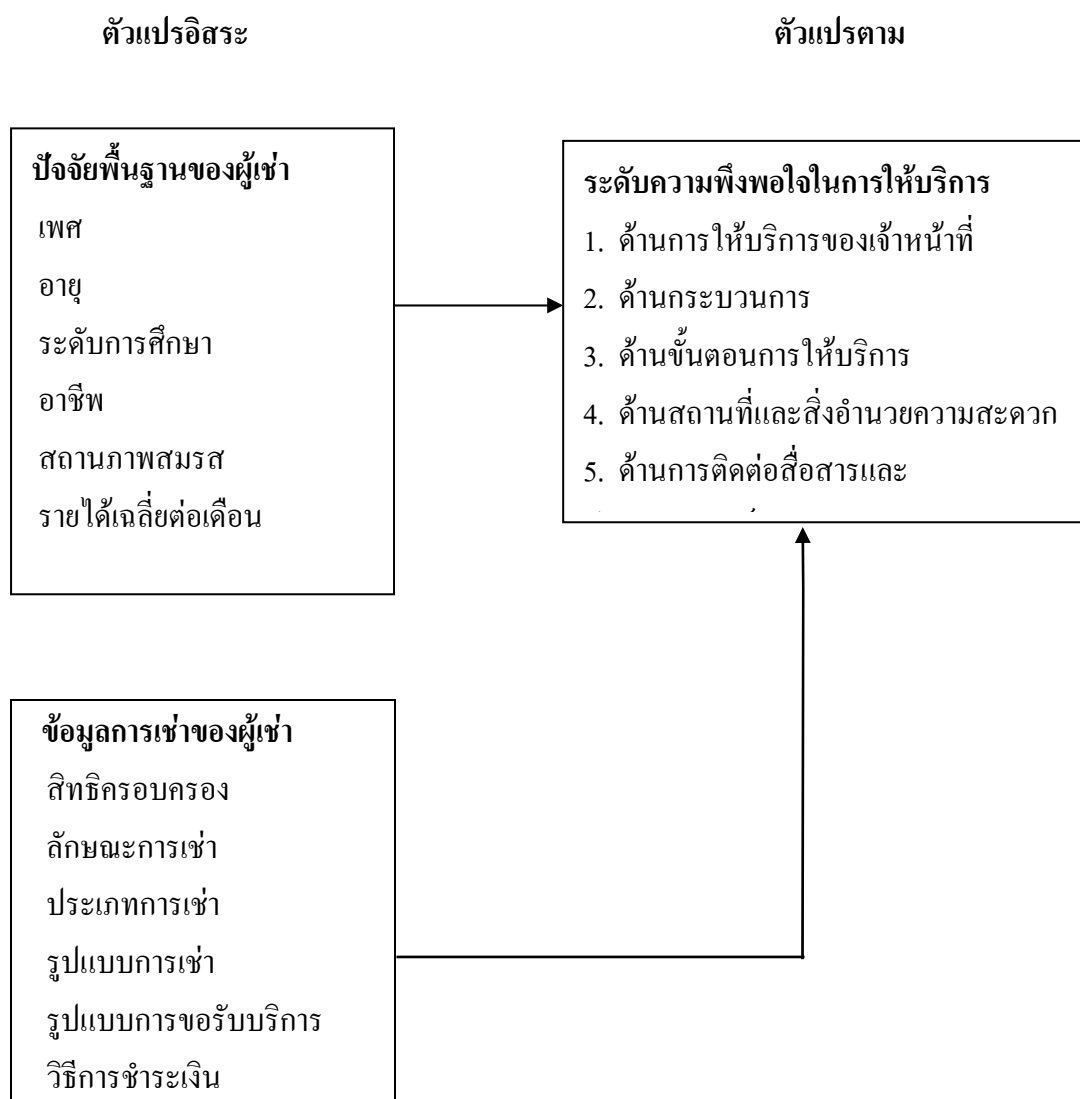 ตัวแปรอิสระ
ตัวแปรตาม
ปัจจัยพื้นฐานของผู้เช่า
เพศ
อายุ
ระดับการศึกษา
อาชีพ
สถานภาพสมรส
รายได้เฉลี่ยต่อเดือน
ระดับความพึงพอใจในการให้บริการ
1. ด้านการให้บริการของเจ้าหน้าที่
2. ด้านกระบวนการ
3. ด้านขั้นตอนการให้บริการ
4. ด้านสถานที่และสิ่งอำนวยความสะดวก
5. ด้านการติดต่อสื่อสารและ
ข้อมูลการเช่าของผู้เช่า
สิทธิครอบครอง
ลักษณะการเช่า
ประเภทการเช่า
รูปแบบการเช่า
รูปแบบการขอรับบริการ
วิธีการชำระเงิน